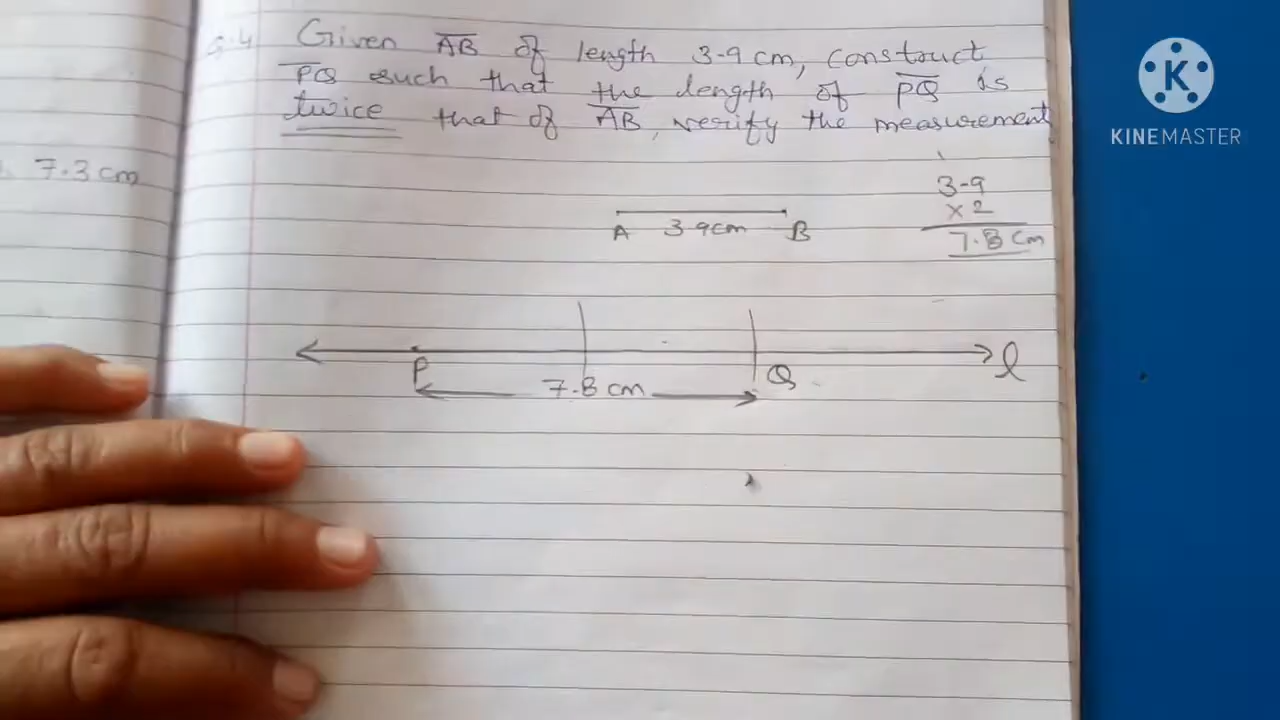 Q.4 Given AB of length 3.9 cm, construct
PQ such that the length of PQ is
twice that of AB, verify the measurement
7.3 cm
3.9
x 2
7.8 cm
A 3.9cm B
P Q l
7.8 cm
K
KINEMASTER